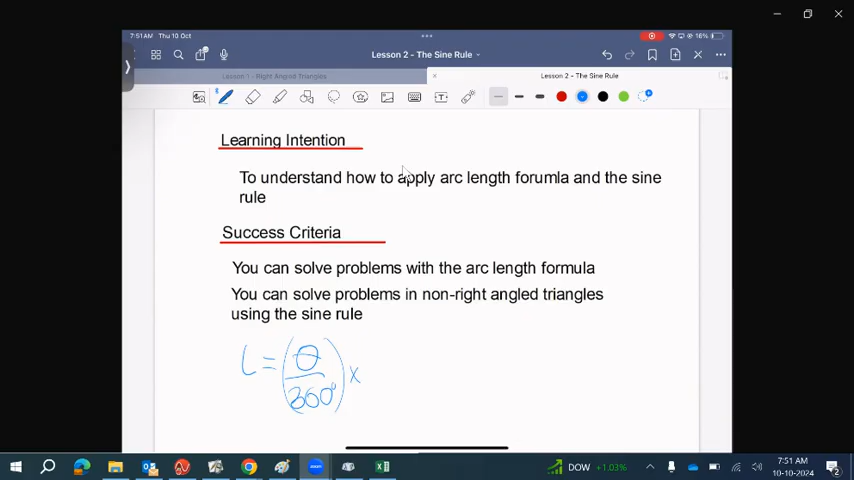 7:51AM Thu 10 Oct
16%
Lesson 2 - The Sine Rule
Lesson 1 - Right Angled Triangles
Lesson 2 - The Sine Rule
Learning Intention
To understand how to apply arc length forumla and the sine
rule
Success Criteria
You can solve problems with the arc length formula
You can solve problems in non-right angled triangles
using the sine rule
L = (θ/360°) x
DOW +1.03%
7:51 AM
10-10-2024
2